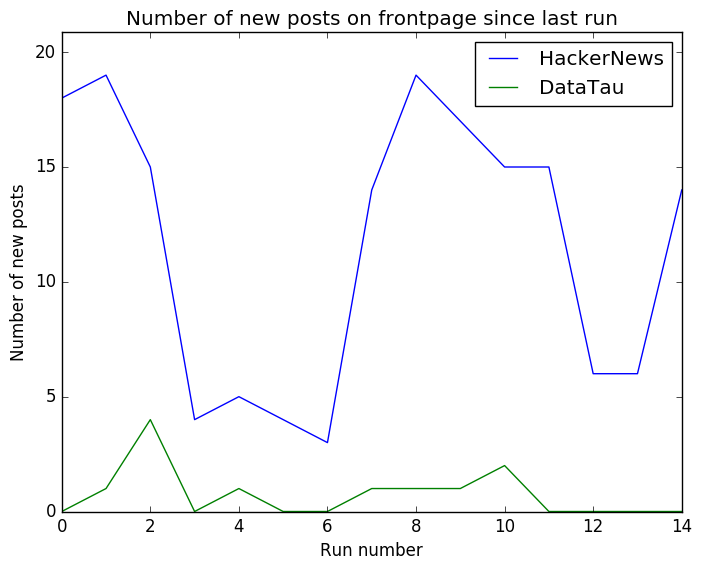 Number of new posts on frontpage since last run
HackerNews
DataTau
Number of new posts
20
15
10
5
0
0 2 4 6 8 10 12 14
Run number